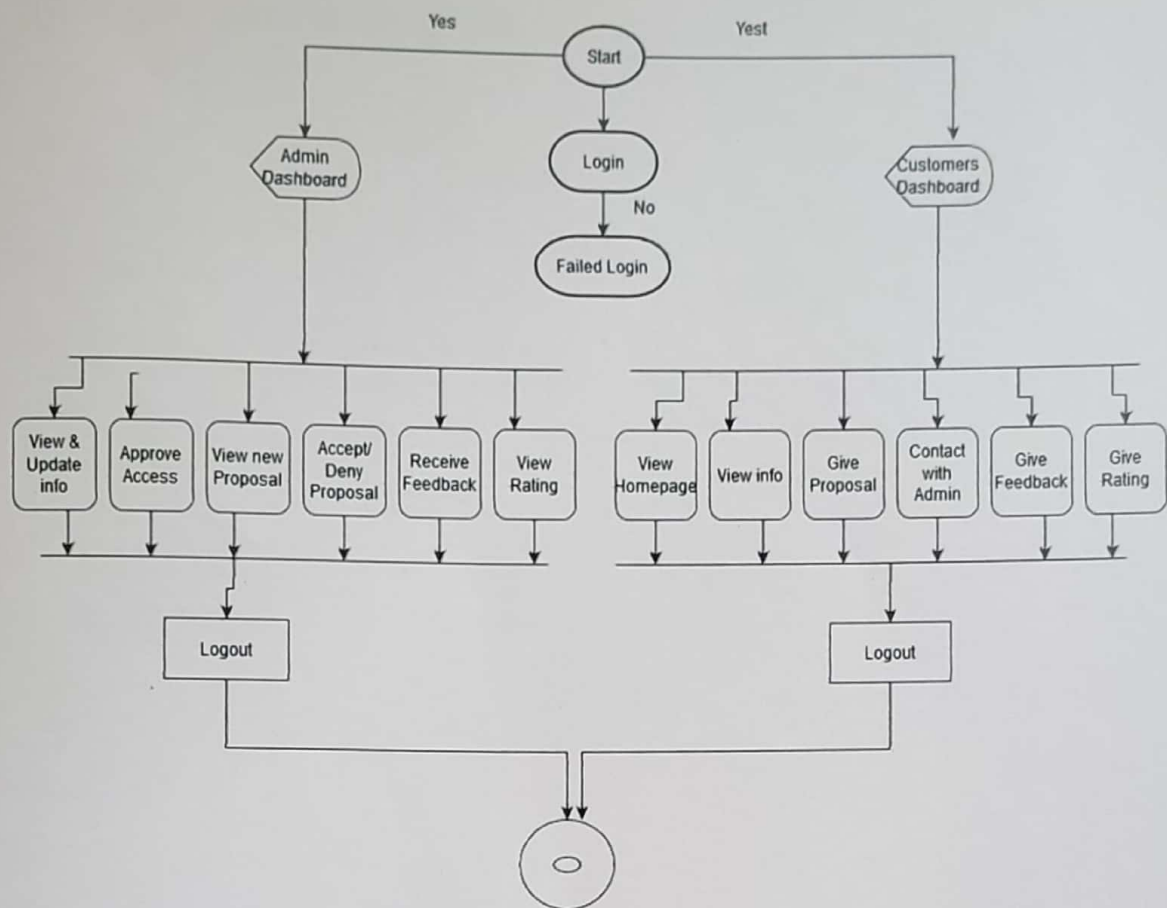 Yes
Start
Yest
Admin
Dashboard
Login
Customers
Dashboard
No
Failed Login
View &
Update
info
Approve
Access
View new
Proposal
Accept/
Deny
Proposal
Receive
Feedback
View
Rating
View
Homepage
View info
Give
Proposal
Contact
with
Admin
Give
Feedback
Give
Rating
Logout
Logout